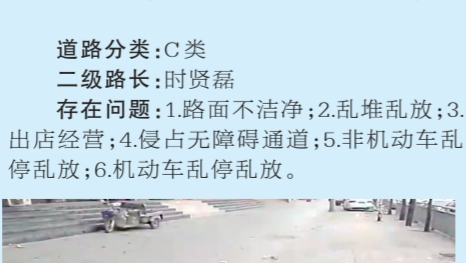 道路分类:C类
二级路长:时贤磊
存在问题:1.路面不洁净;2.乱堆乱放;3.
出店经营;4.侵占无障碍通道;5.非机动车乱
停乱放;6.机动车乱停乱放。